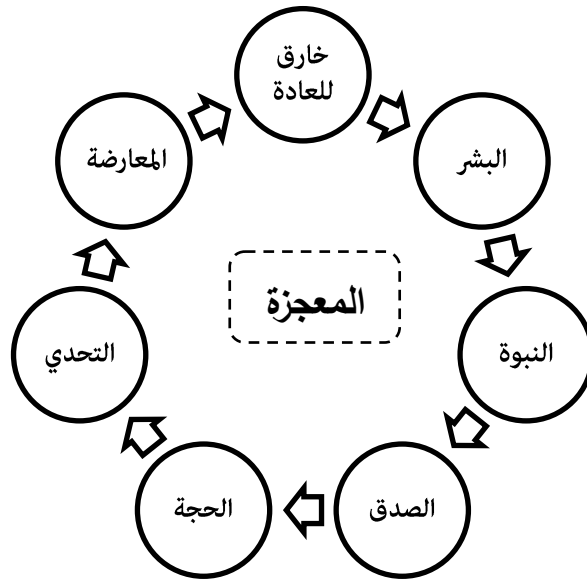 خارق
للعادة
البشر
النبوة
الصدق
الحجة
التحدي
المعارضة
المعجزة